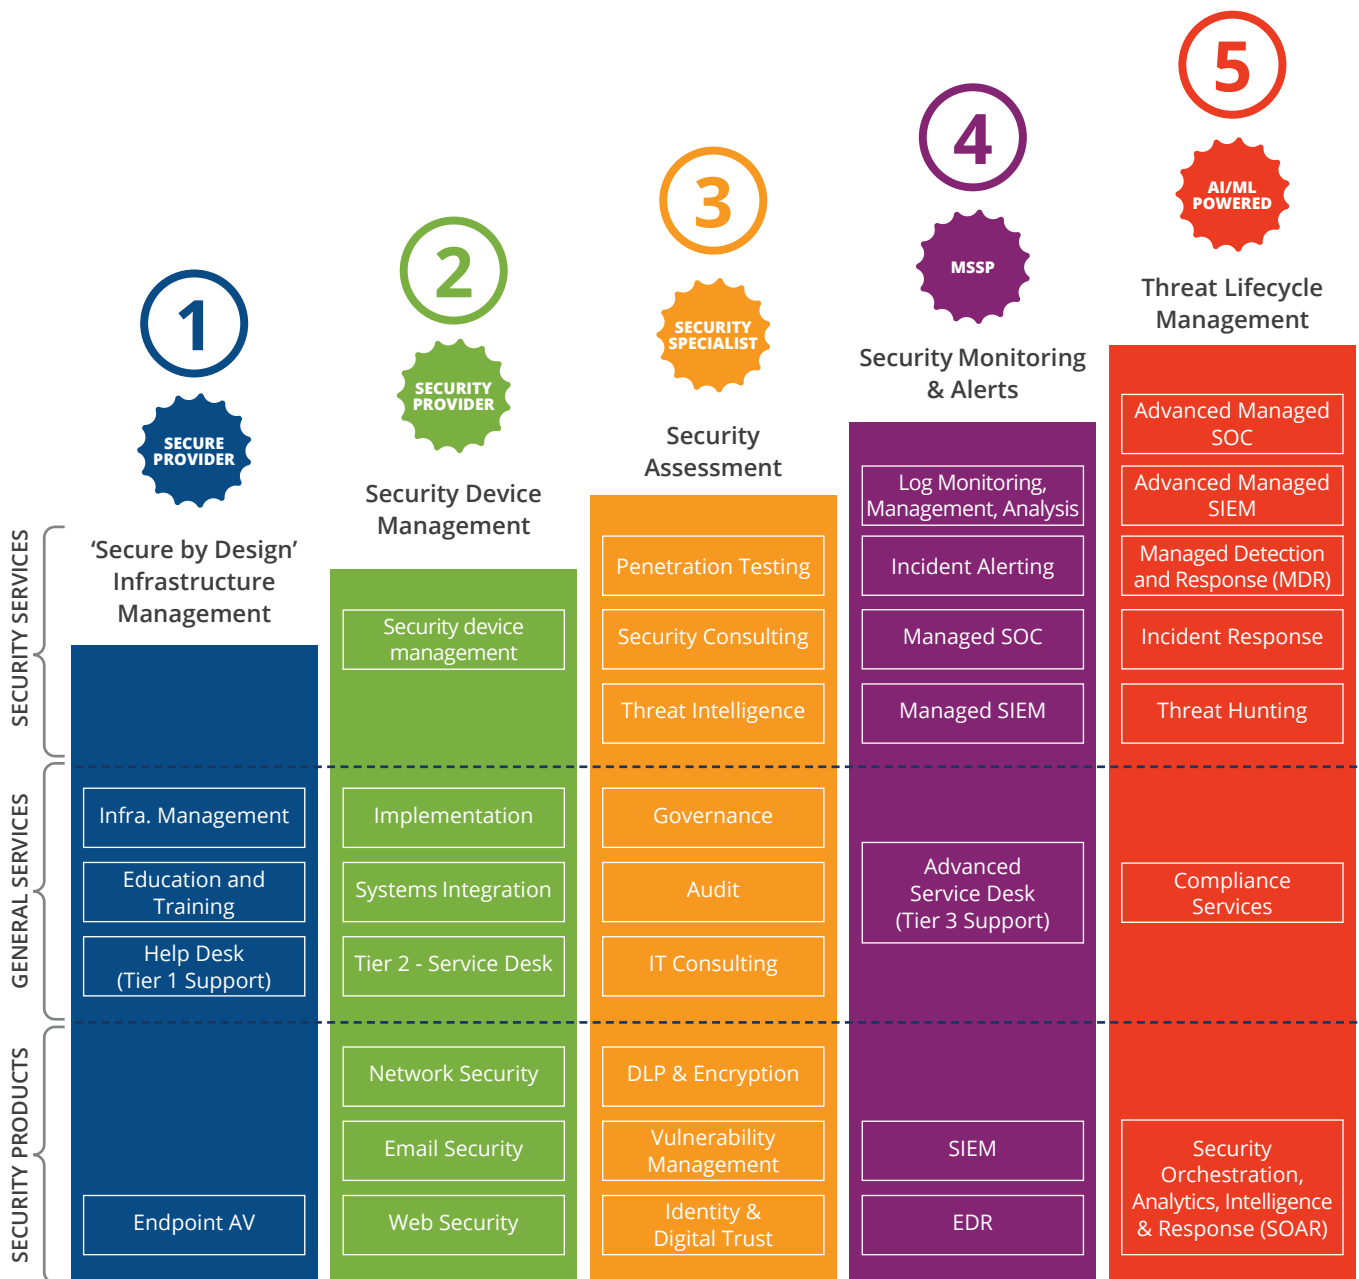 1
SECURE
PROVIDER
‘Secure by Design’
Infrastructure
Management
2
SECURITY
PROVIDER
Security Device
Management
3
SECURITY
SPECIALIST
Security
Assessment
4
MSSP
Security Monitoring
& Alerts
5
AI/ML
POWERED
Threat Lifecycle
Management
SECURITY SERVICES
Security device
management
Penetration Testing
Security Consulting
Threat Intelligence
Log Monitoring,
Management, Analysis
Incident Alerting
Managed SOC
Managed SIEM
Advanced Managed
SOC
Advanced Managed
SIEM
Managed Detection
and Response (MDR)
Incident Response
Threat Hunting
GENERAL SERVICES
Infra. Management
Education and
Training
Help Desk
(Tier 1 Support)
Implementation
Systems Integration
Tier 2 - Service Desk
Governance
Audit
IT Consulting
Advanced
Service Desk
(Tier 3 Support)
Compliance
Services
SECURITY PRODUCTS
Endpoint AV
Network Security
Email Security
Web Security
DLP & Encryption
Vulnerability
Management
Identity &
Digital Trust
SIEM
EDR
Security
Orchestration,
Analytics, Intelligence
& Response (SOAR)